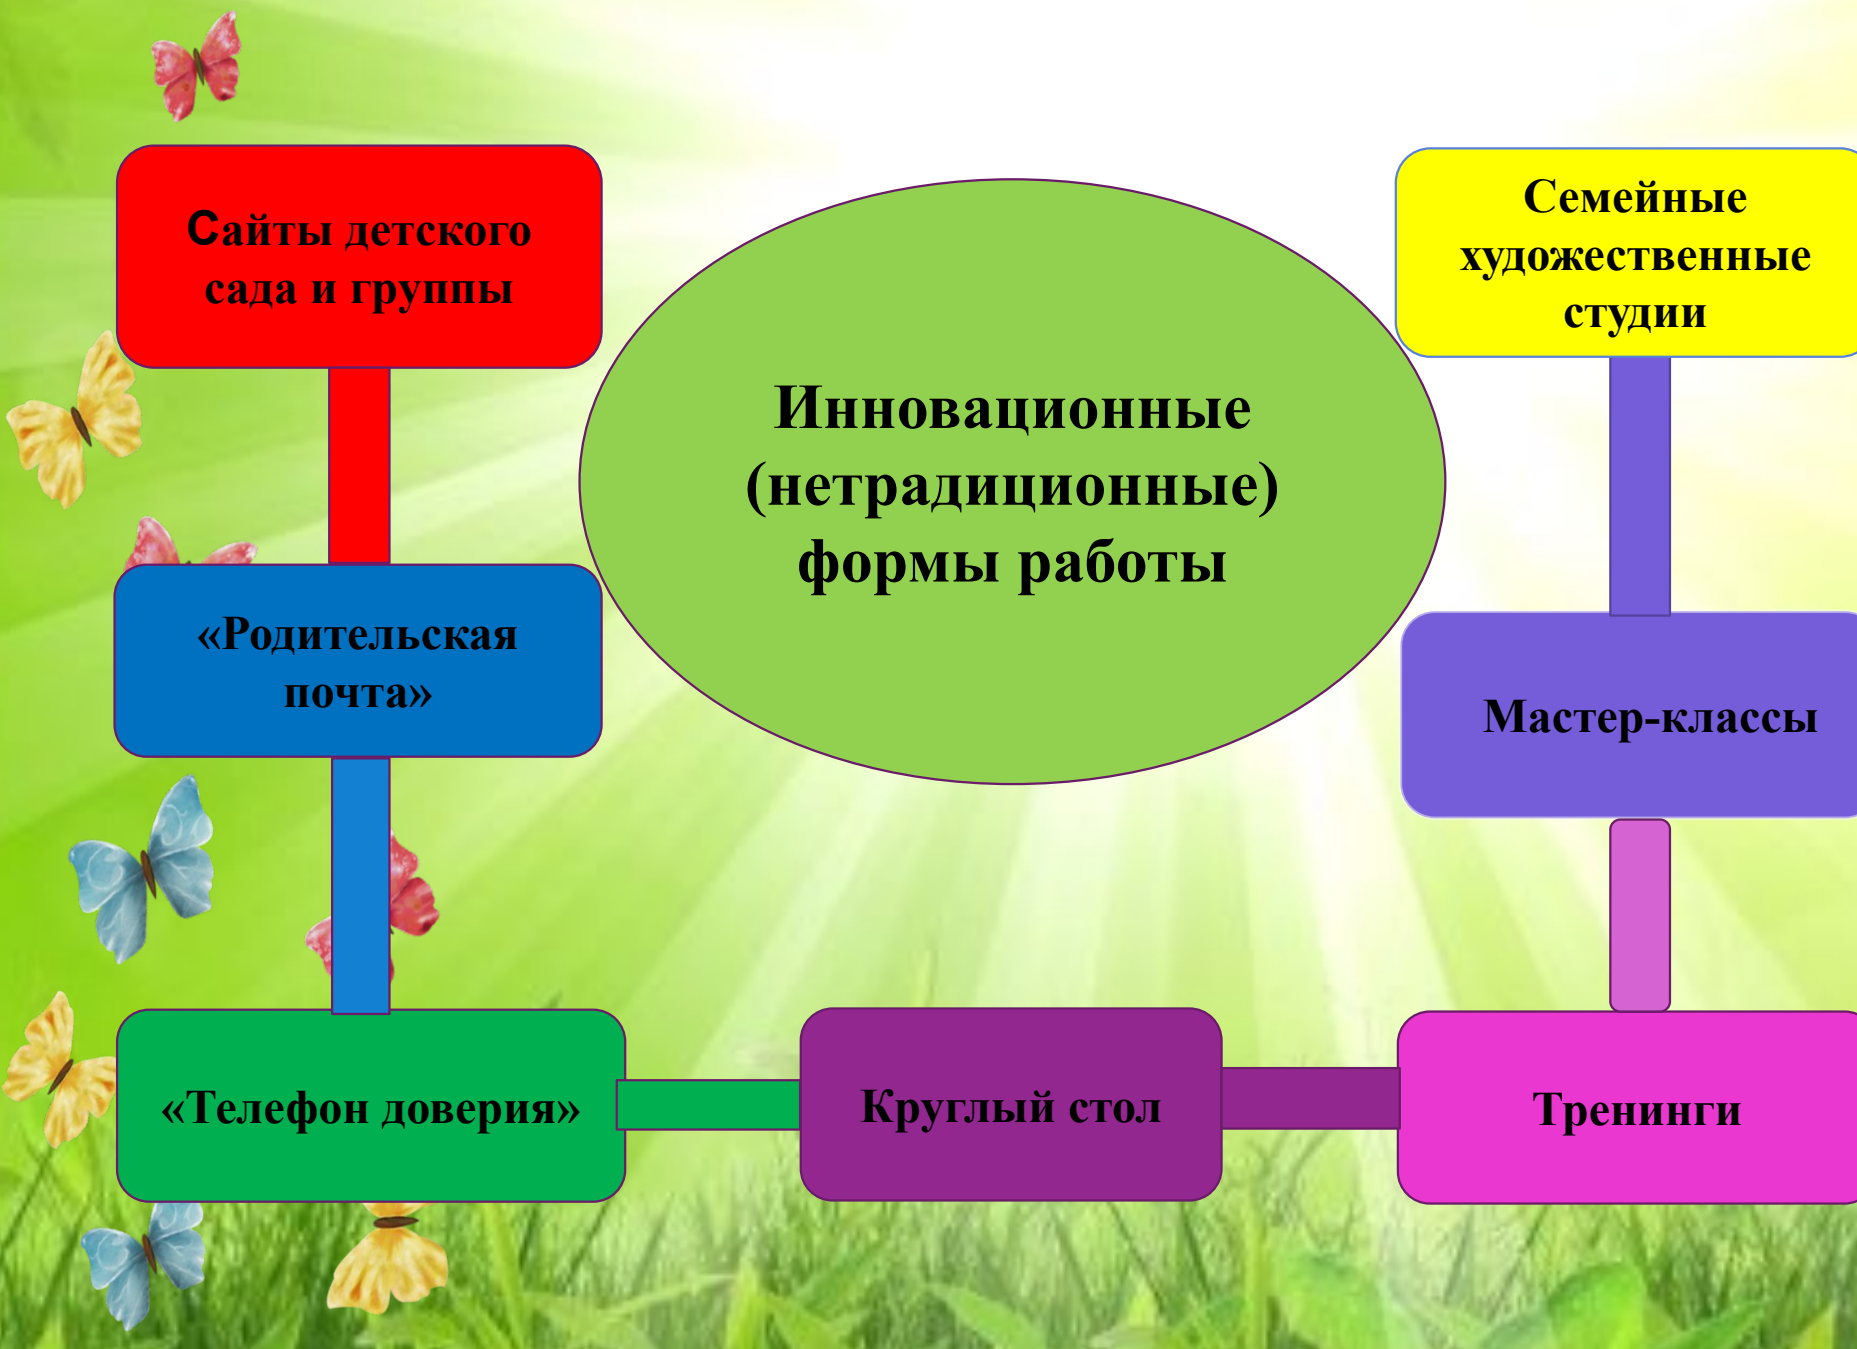 Сайты детского
сада и группы
Семейные
художественные
студии
Инновационные
(нетрадиционные)
формы работы
«Родительская
почта»
Мастер-классы
«Телефон доверия»
Круглый стол
Тренинги